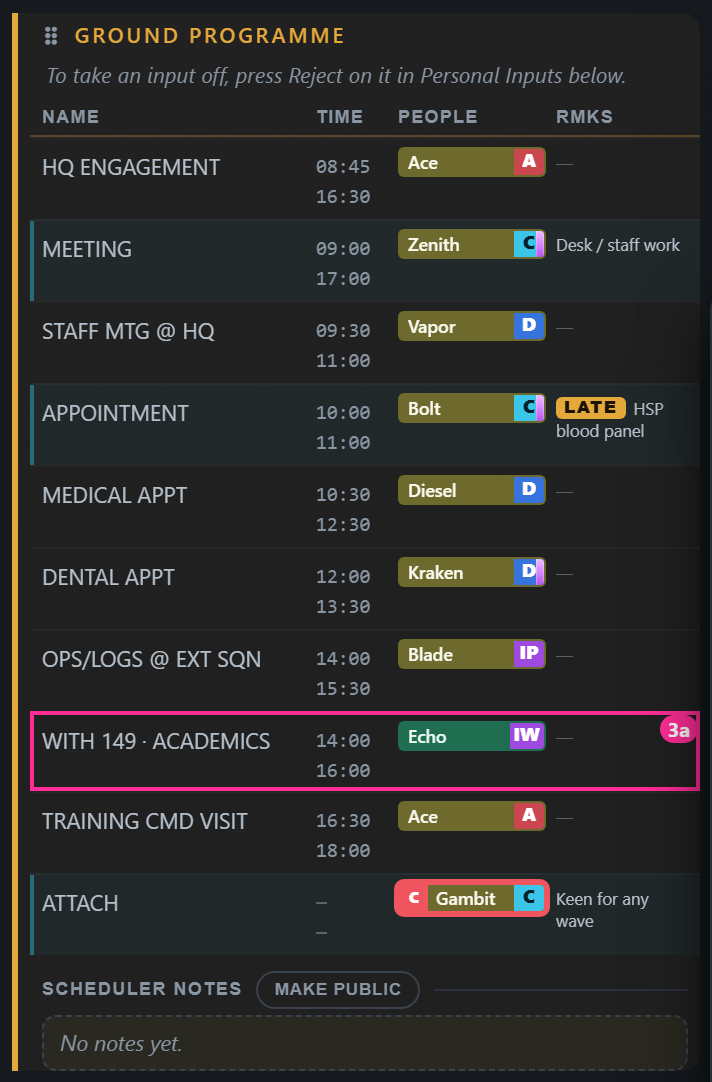 GROUND PROGRAMME
To take an input off, press Reject on it in Personal Inputs below.
NAME TIME PEOPLE RMKS
HQ ENGAGEMENT 08:45 Ace A —
16:30
MEETING 09:00 Zenith C Desk / staff work
17:00
STAFF MTG @ HQ 09:30 Vapor D —
11:00
APPOINTMENT 10:00 Bolt C LATE HSP
11:00 blood panel
MEDICAL APPT 10:30 Diesel D —
12:30
DENTAL APPT 12:00 Kraken D —
13:30
OPS/LOGS @ EXT SQN 14:00 Blade IP —
15:30
WITH 149 · ACADEMICS 14:00 Echo IW — 3a
16:00
TRAINING CMD VISIT 16:30 Ace A —
18:00
ATTACH — C Gambit C Keen for any
— wave
SCHEDULER NOTES MAKE PUBLIC
No notes yet.